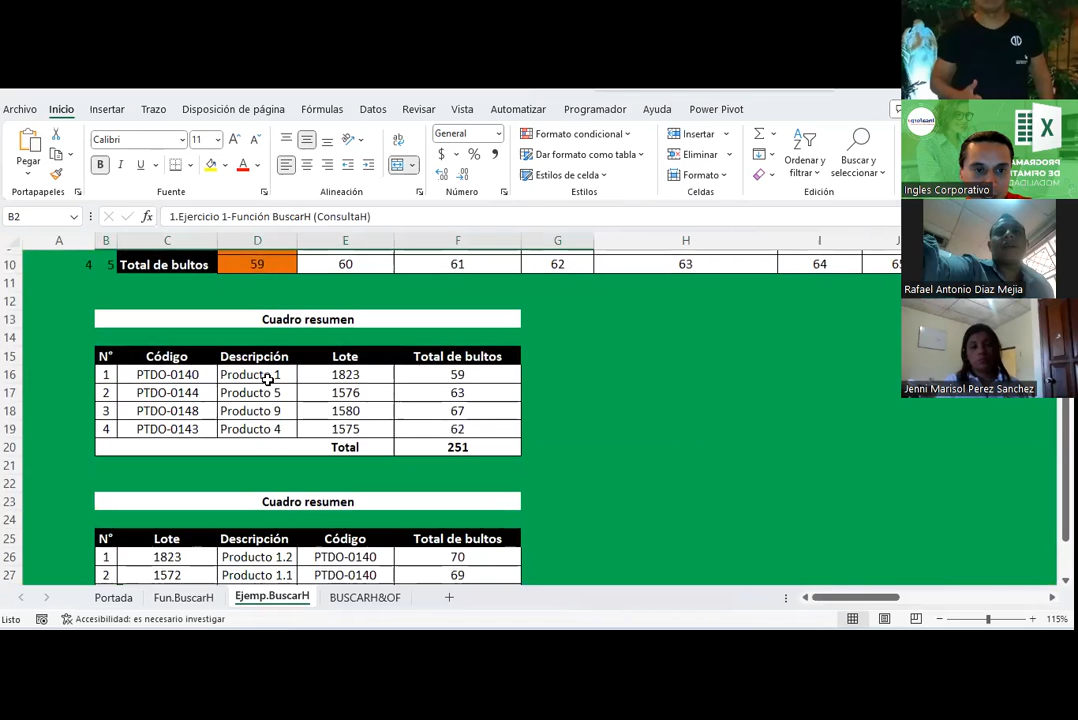 Archivo Inicio Insertar Trazo Disposición de página Fórmulas Datos Revisar Vista Automatizar Programador Ayuda Power Pivot
Calibri 11 General Formato condicional Insertar
Pegar Dar formato como tabla Eliminar Ordenar y filtrar Buscar y seleccionar
N K S $ % Estilos de celda Formato
Portapapeles Fuente Alineación Número Estilos Celdas Edición
B2 fx 1.Ejercicio 1-Función BuscarH (ConsultaH)
A B C D E F G H I J
10 4 5 Total de bultos 59 60 61 62 63 64
11
12
13 Cuadro resumen
14
15 N° Código Descripción Lote Total de bultos
16 1 PTDO-0140 Producto 1 1823 59
17 2 PTDO-0144 Producto 5 1576 63
18 3 PTDO-0148 Producto 9 1580 67
19 4 PTDO-0143 Producto 4 1575 62
20 Total 251
21
22
23 Cuadro resumen
24
25 N° Lote Descripción Código Total de bultos
26 1 1823 Producto 1.2 PTDO-0140 70
27 2 1572 Producto 1.1 PTDO-0140 69
Portada Fun.BuscarH Ejemp.BuscarH BUSCARH&OF
Listo Accesibilidad: es necesario investigar 115%
PROGRAMA
DE OFIMATICA
MODALIDAD
Ingles Corporativo
Rafael Antonio Diaz Mejia
Jenni Marisol Perez Sanchez